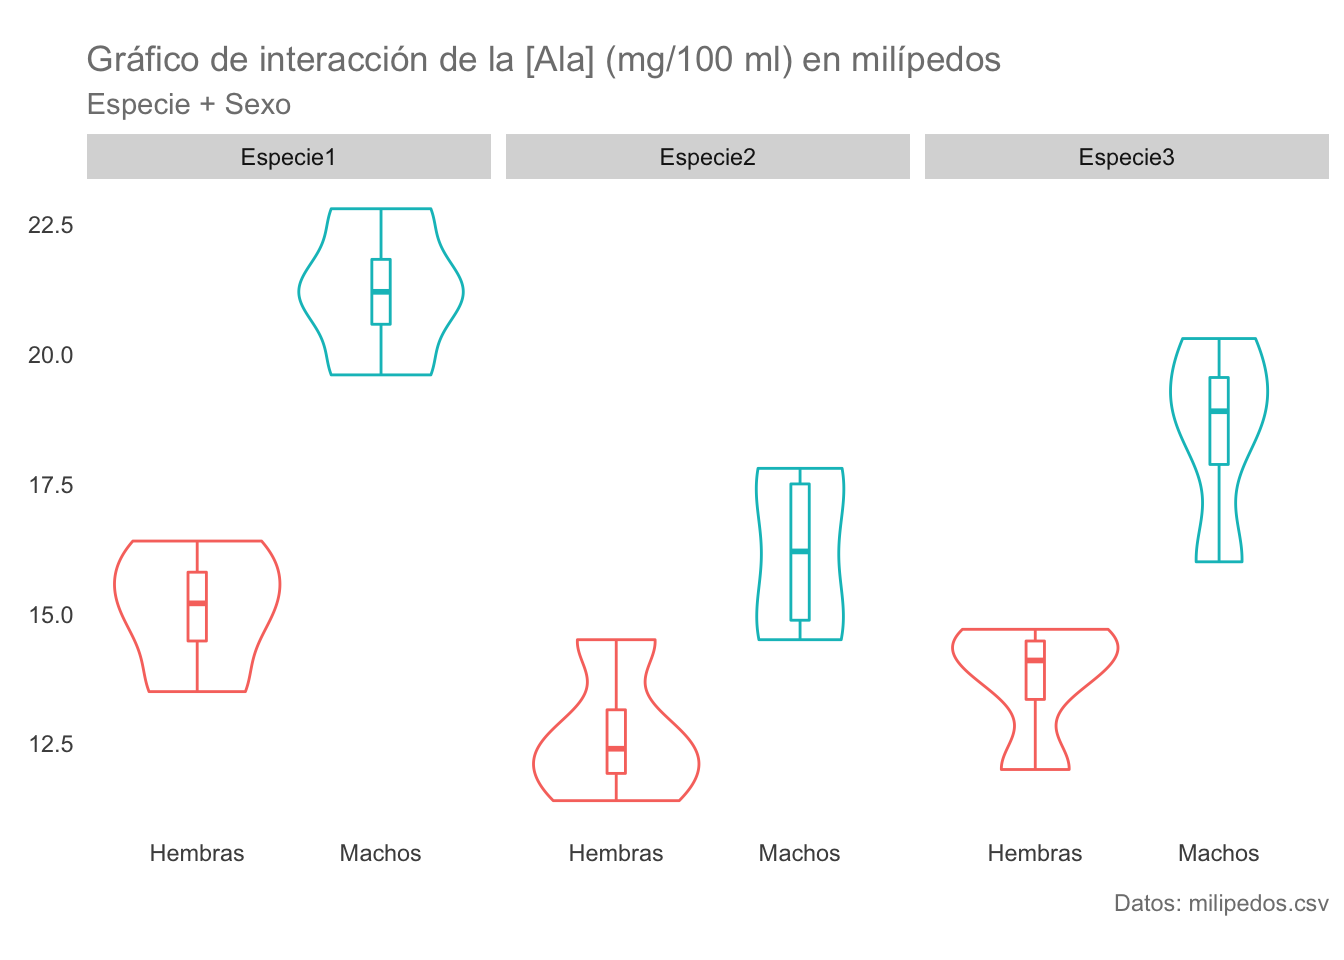 Gráfico de interacción de la [Ala] (mg/100 ml) en milípedos
Especie + Sexo
Especie1 Especie2 Especie3
22.5
20.0
17.5
15.0
12.5
Hembras Machos Hembras Machos Hembras Machos
Datos: milipedos.csv